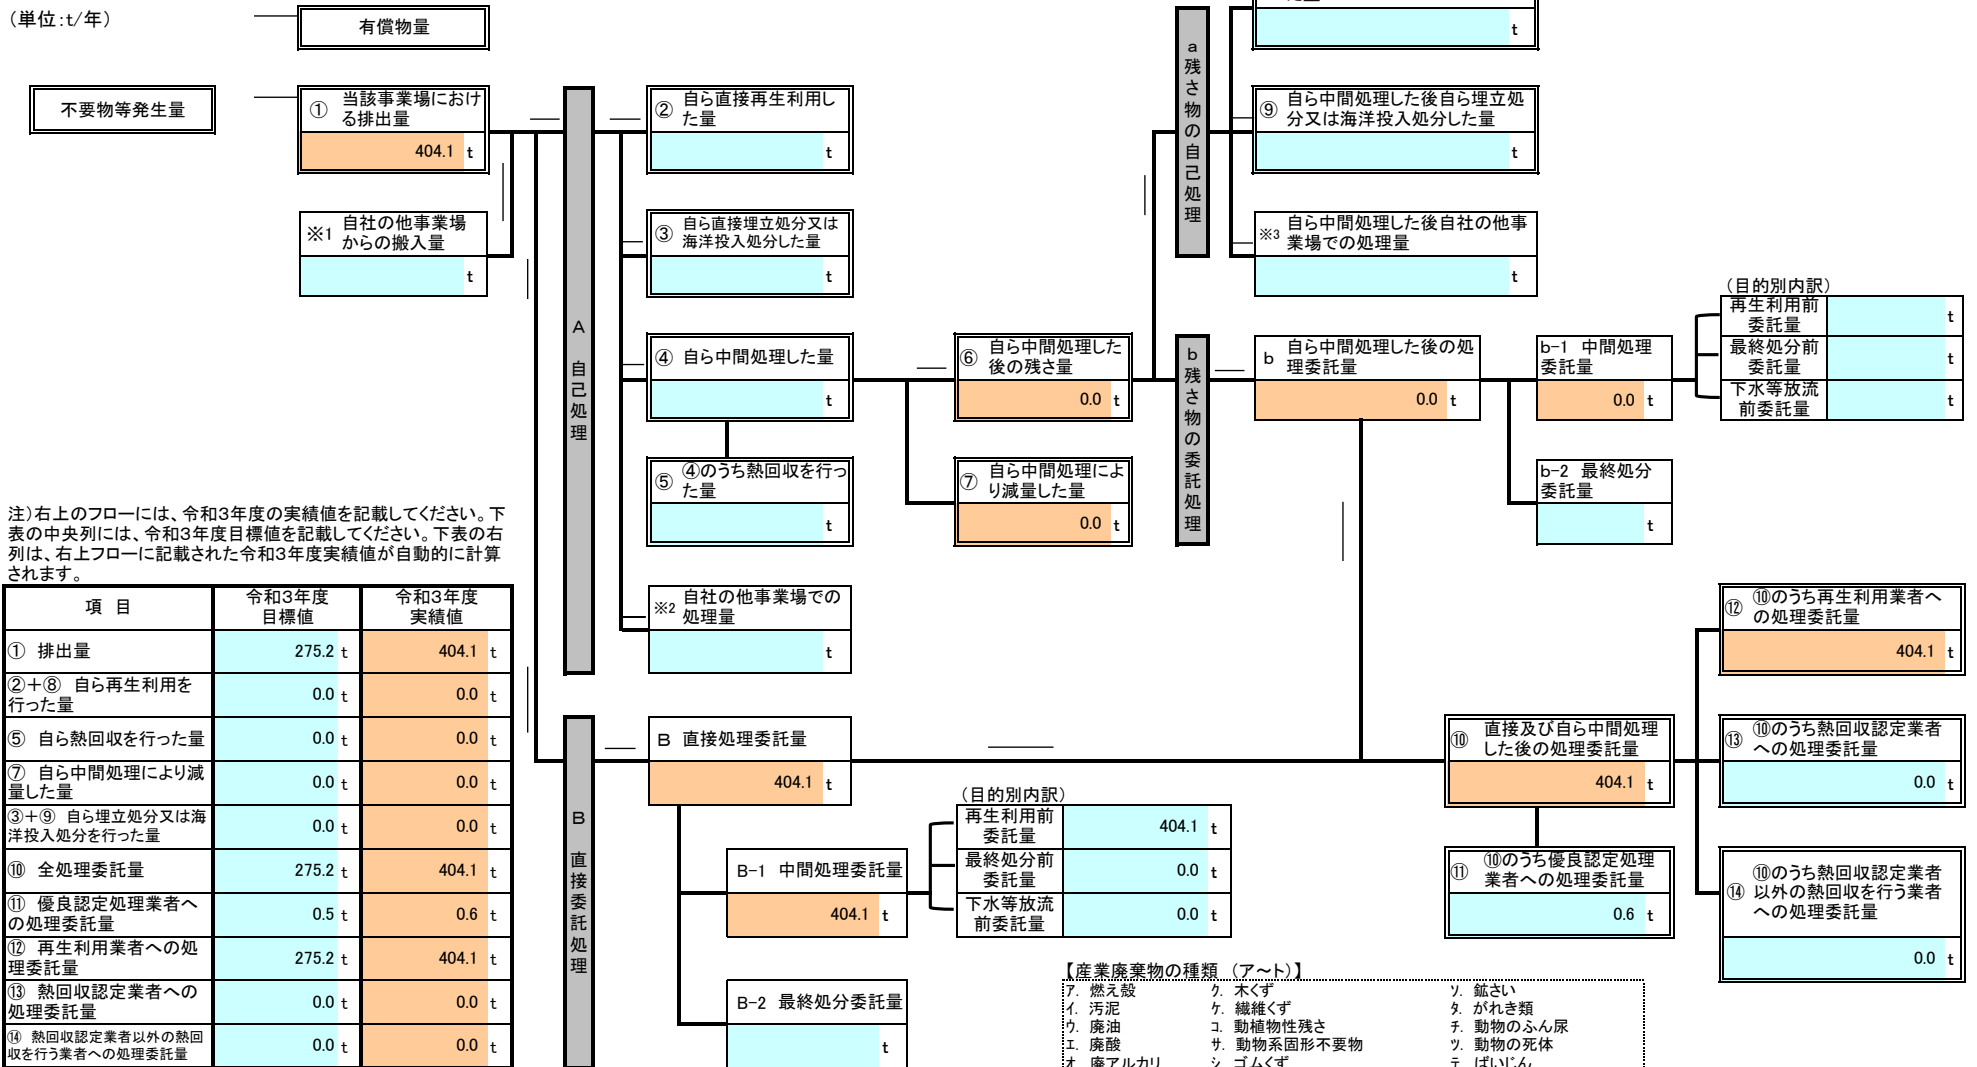 (単位:t/年)
有償物量
t
不要物等発生量
① 当該事業場におけ
る排出量
404.1 t
※1 自社の他事業場
からの搬入量
t
A 自己処理
② 自ら直接再生利用し
た量
t
③ 自ら直接埋立処分又は
海洋投入処分した量
t
④ 自ら中間処理した量
t
⑤ ④のうち熱回収を行っ
た量
t
※2 自社の他事業場での
処理量
t
⑥ 自ら中間処理した
後の残さ量
0.0 t
⑦ 自ら中間処理によ
り減量した量
0.0 t
a残さ物の自己処理
⑨ 自ら中間処理した後自ら埋立処
分又は海洋投入処分した量
t
※3 自ら中間処理した後自社の他事
業場での処理量
t
b残さ物の委託処理
b 自ら中間処理した後の処
理委託量
0.0 t
b-1 中間処理
委託量
0.0 t
b-2 最終処分
委託量
t
(目的別内訳)
再生利用前
委託量
t
最終処分前
委託量
t
下水等放流
前委託量
t
注)右上のフローには、令和3年度の実績値を記載してください。下
表の中央列には、令和3年度目標値を記載してください。下表の右
列は、右上フローに記載された令和3年度実績値が自動的に計算
されます。
項 目 令和3年度
目標値 令和3年度
実績値
① 排出量 275.2 t 404.1 t
②+⑧ 自ら再生利用を
行った量 0.0 t 0.0 t
⑤ 自ら熱回収を行った量 0.0 t 0.0 t
⑦ 自ら中間処理により減
量した量 0.0 t 0.0 t
③+⑨ 自ら埋立処分又は海
洋投入処分を行った量 0.0 t 0.0 t
⑩ 全処理委託量 275.2 t 404.1 t
⑪ 優良認定処理業者へ
の処理委託量 0.5 t 0.6 t
⑫ 再生利用業者への処
理委託量 275.2 t 404.1 t
⑬ 熱回収認定業者への
処理委託量 0.0 t 0.0 t
⑭ 熱回収認定業者以外の熱回
収を行う業者への処理委託量 0.0 t 0.0 t
B 直接委託処理
B 直接処理委託量
404.1 t
B-1 中間処理委託量
404.1 t
B-2 最終処分委託量
t
(目的別内訳)
再生利用前
委託量
404.1 t
最終処分前
委託量
0.0 t
下水等放流
前委託量
0.0 t
⑩ 直接及び自ら中間処理
した後の処理委託量
404.1 t
⑪ ⑩のうち優良認定処理
業者への処理委託量
0.6 t
⑫ ⑩のうち再生利用業者へ
の処理委託量
404.1 t
⑬ ⑩のうち熱回収認定業者
への処理委託量
0.0 t
⑭ ⑩のうち熱回収認定業者
以外の熱回収を行う業者
への処理委託量
0.0 t
【産業廃棄物の種類 (ア~ト)】
ア. 燃え殻 ク. 木くず ソ. 鉱さい
イ. 汚泥 ケ. 繊維くず タ. がれき類
ウ. 廃油 コ. 動植物性残さ チ. 動物のふん尿
エ. 廃酸 サ. 動物系固形不要物 ツ. 動物の死体
オ. 廃アルカリ シ. ゴムくず テ. ばいじん